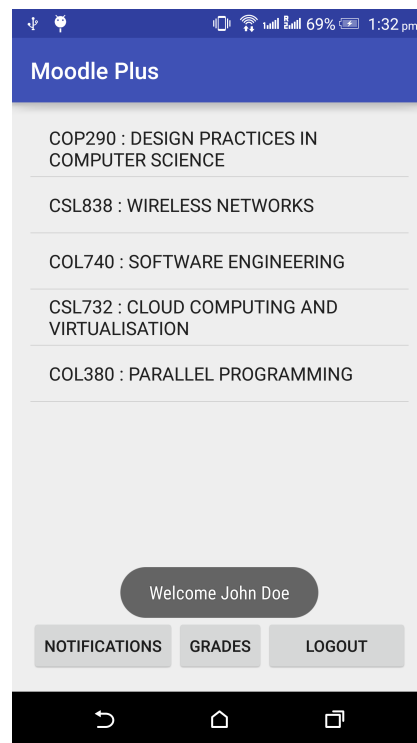 69% 1:32 pm
Moodle Plus
COP290 : DESIGN PRACTICES IN
COMPUTER SCIENCE
CSL838 : WIRELESS NETWORKS
COL740 : SOFTWARE ENGINEERING
CSL732 : CLOUD COMPUTING AND
VIRTUALISATION
COL380 : PARALLEL PROGRAMMING
Welcome John Doe
NOTIFICATIONS GRADES LOGOUT